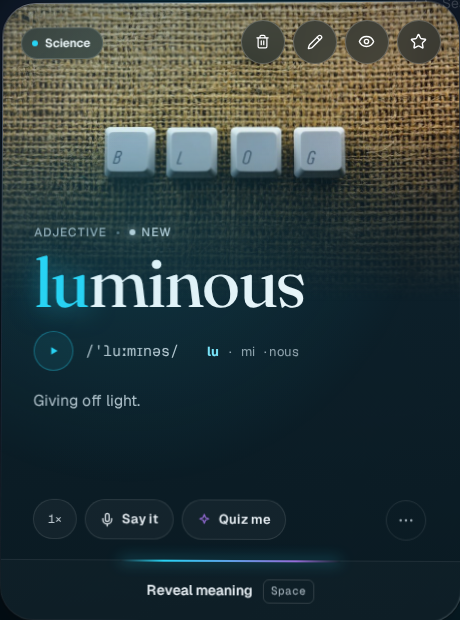 Science
B L O G
ADJECTIVE · NEW
luminous
/ˈluːmɪnəs/ lu · mi · nous
Giving off light.
1× Say it Quiz me
Reveal meaning Space